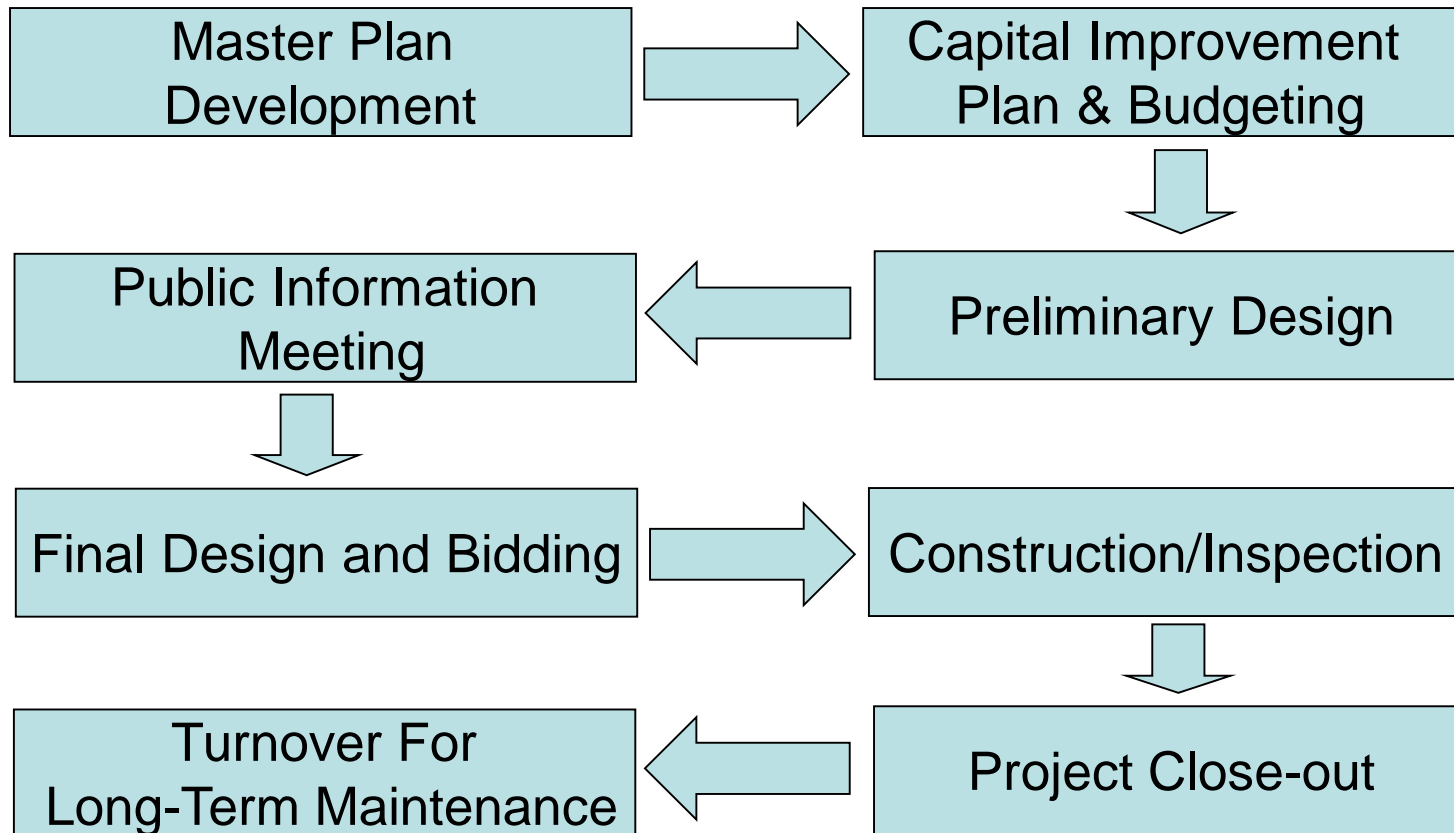 Master Plan
Development
Capital Improvement
Plan & Budgeting
Public Information
Meeting
Preliminary Design
Final Design and Bidding
Construction/Inspection
Turnover For
Long-Term Maintenance
Project Close-out